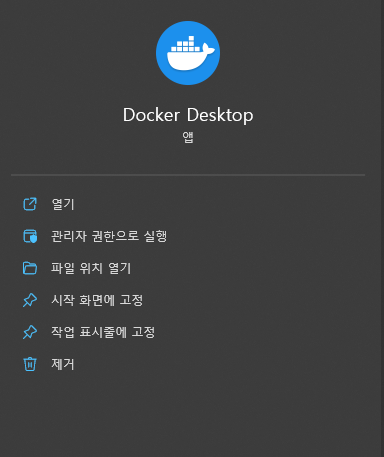 Docker Desktop
앱
열기
관리자 권한으로 실행
파일 위치 열기
시작 화면에 고정
작업 표시줄에 고정
제거